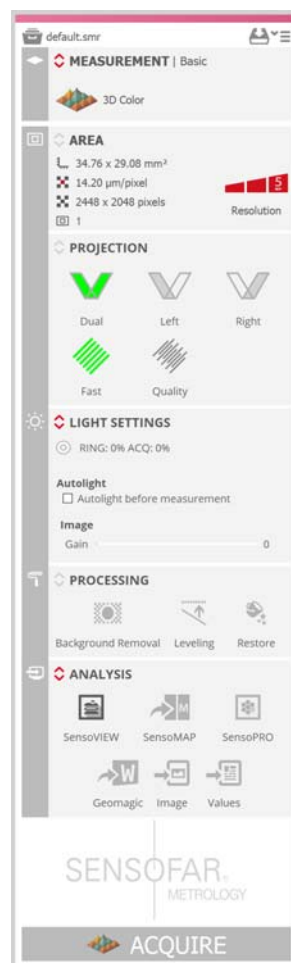 default.smr
MEASUREMENT | Basic
3D Color
AREA
34.76 x 29.08 mm²
14.20 µm/pixel
2448 x 2048 pixels
1
5
Resolution
PROJECTION
Dual Left Right
Fast Quality
LIGHT SETTINGS
RING: 0% ACQ: 0%
Autolight
Autolight before measurement
Image
Gain 0
PROCESSING
Background Removal Leveling Restore
ANALYSIS
M
SensoVIEW SensoMAP SensoPRO
W
Geomagic Image Values
SENSOFAR®
METROLOGY
ACQUIRE